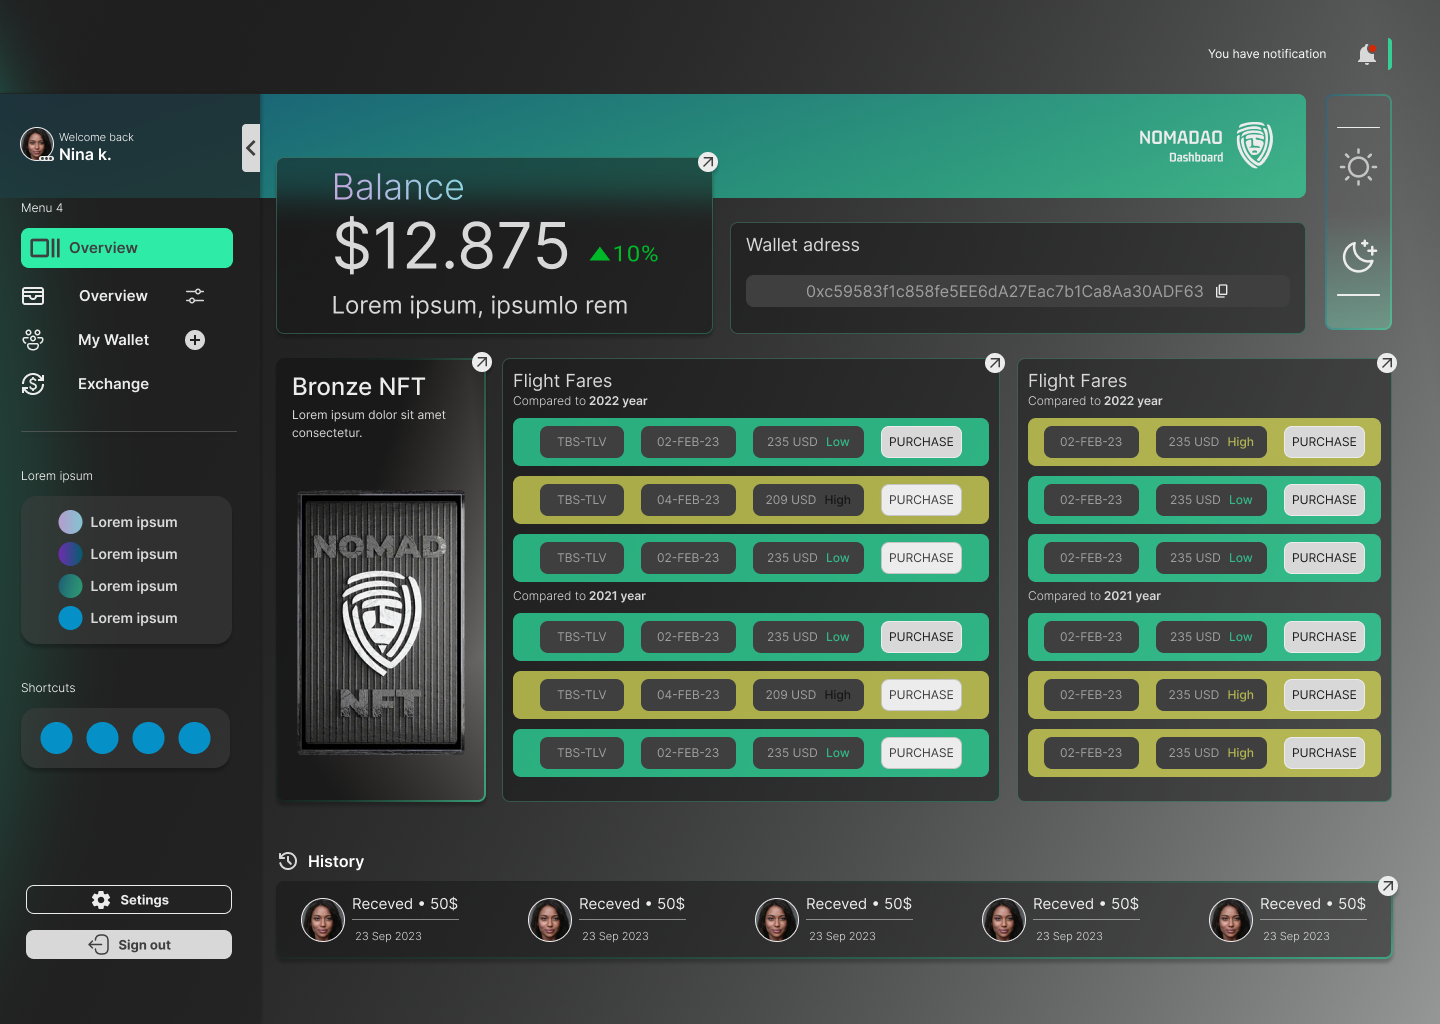 You have notification
Welcome back
Nina k.
NOMADAO
Dashboard
Menu 4
Overview
Overview
My Wallet
Exchange
Lorem ipsum
Lorem ipsum
Lorem ipsum
Lorem ipsum
Lorem ipsum
Shortcuts
Setings
Sign out
Balance
$12.875
10%
Lorem ipsum, ipsumlo rem
Wallet adress
0xc59583f1c858fe5EE6dA27Eac7b1Ca8Aa30ADF63
Bronze NFT
Lorem ipsum dolor sit amet
consectetur.
NOMAD
NFT
Flight Fares
Compared to 2022 year
TBS-TLV 02-FEB-23 235 USD Low PURCHASE
TBS-TLV 04-FEB-23 209 USD High PURCHASE
TBS-TLV 02-FEB-23 235 USD Low PURCHASE
Compared to 2021 year
TBS-TLV 02-FEB-23 235 USD Low PURCHASE
TBS-TLV 04-FEB-23 209 USD High PURCHASE
TBS-TLV 02-FEB-23 235 USD Low PURCHASE
Flight Fares
Compared to 2022 year
02-FEB-23 235 USD High PURCHASE
02-FEB-23 235 USD Low PURCHASE
02-FEB-23 235 USD Low PURCHASE
Compared to 2021 year
02-FEB-23 235 USD Low PURCHASE
02-FEB-23 235 USD High PURCHASE
02-FEB-23 235 USD High PURCHASE
History
Receved • 50$
23 Sep 2023
Receved • 50$
23 Sep 2023
Receved • 50$
23 Sep 2023
Receved • 50$
23 Sep 2023
Receved • 50$
23 Sep 2023